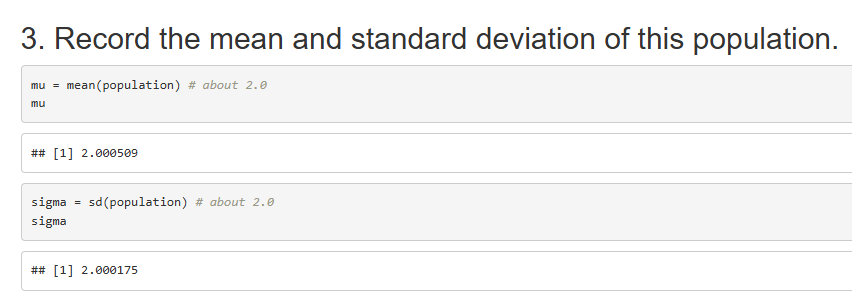 3. Record the mean and standard deviation of this population.
mu = mean(population) # about 2.0
mu
## [1] 2.000509
sigma = sd(population) # about 2.0
sigma
## [1] 2.000175